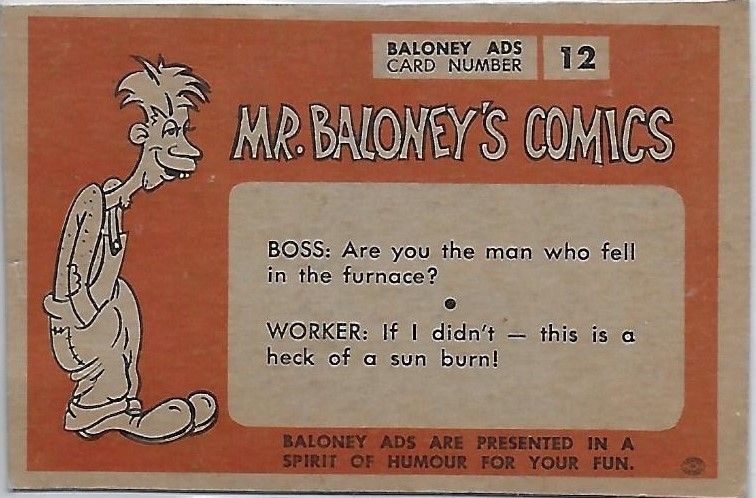 BALONEY ADS
CARD NUMBER
12
MR. BALONEY'S COMICS
BOSS: Are you the man who fell
in the furnace?
•
WORKER: If I didn't — this is a
heck of a sun burn!
BALONEY ADS ARE PRESENTED IN A
SPIRIT OF HUMOUR FOR YOUR FUN.